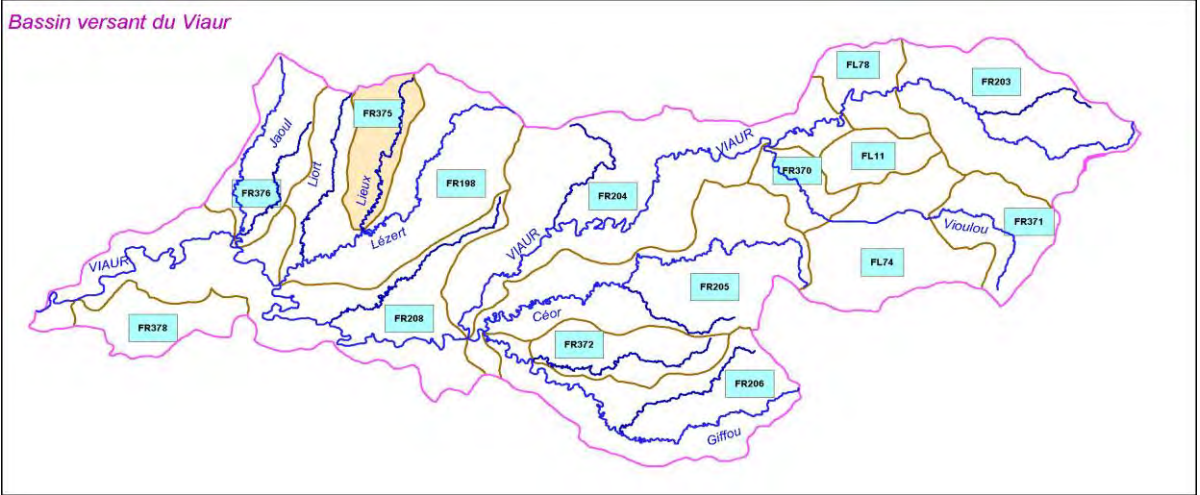 Bassin versant du Viaur
FL78
FR203
FR375
Jaoul
VIAUR
FL11
Liort
FR370
FR198
FR376
Lieux
FR204
FR371
Vioulou
Lézert
VIAUR
VIAUR
FL74
FR205
Céor
FR208
FR378
FR372
FR206
Giffou